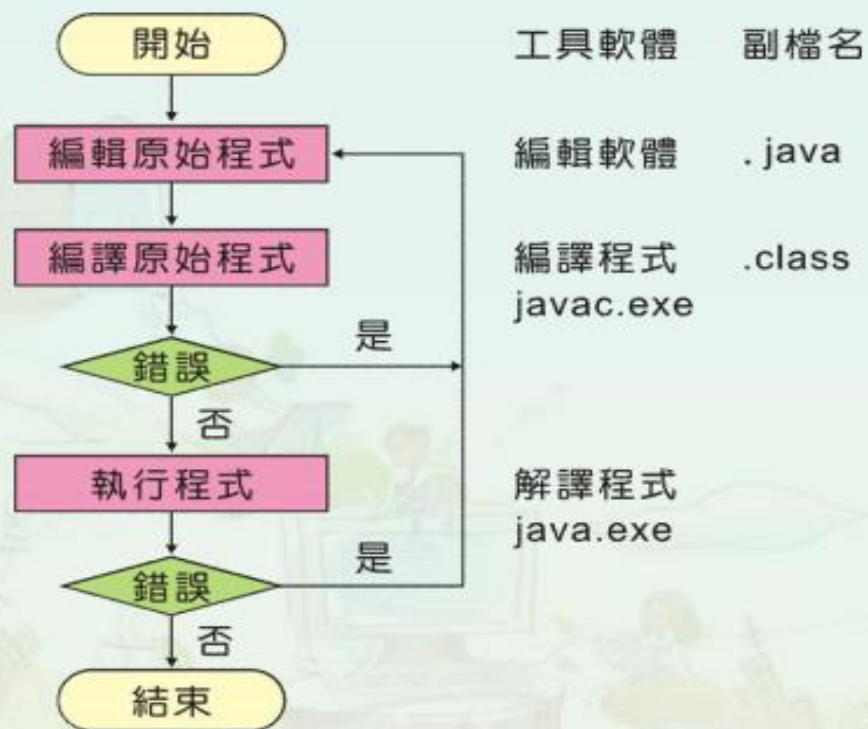 開始 工具軟體 副檔名
編輯原始程式 編輯軟體 .java
編譯原始程式 編譯程式 .class
javac.exe
是
錯誤
否
執行程式 解譯程式
java.exe
是
錯誤
否
結束